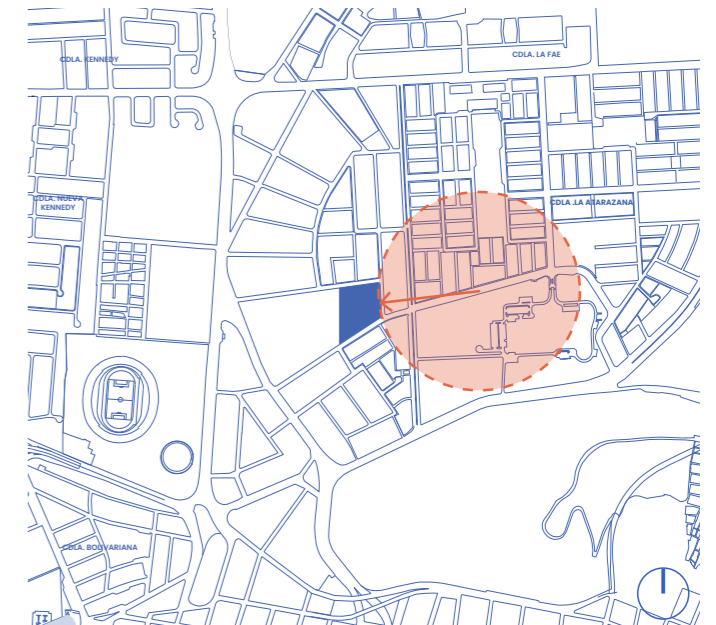 CDLA. LA FAE
CDLA. KENNEDY
CDLA. NUEVA
KENNEDY
CDLA .LA ATARAZANA
CDLA. BOLIVARIANA